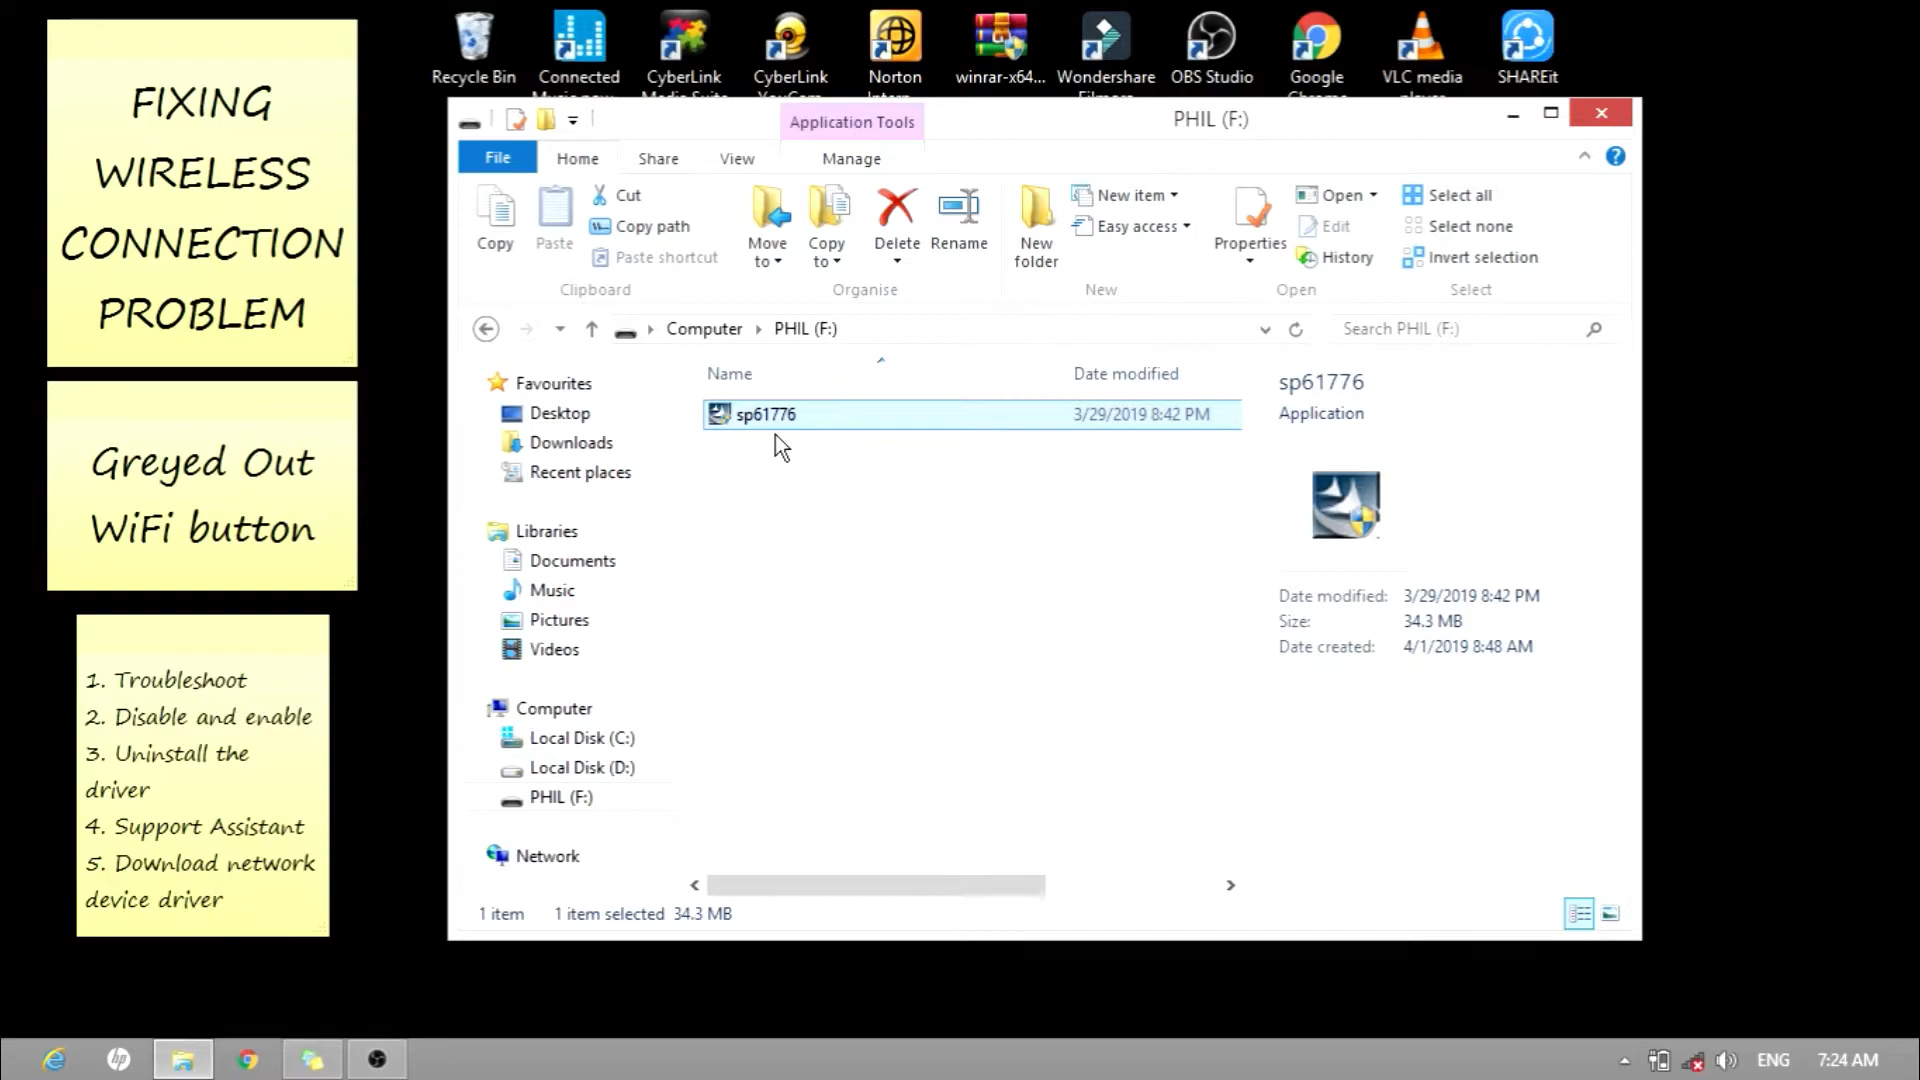 FIXING
WIRELESS
CONNECTION
PROBLEM
Greyed Out
WiFi button
1. Troubleshoot
2. Disable and enable
3. Uninstall the
driver
4. Support Assistant
5. Download network
device driver
Recycle Bin
Connected
CyberLink
CyberLink
Norton
winrar-x64...
Wondershare
OBS Studio
Google
VLC media
SHAREit
Application Tools
PHIL (F:)
File
Home
Share
View
Manage
Copy
Paste
Cut
Copy path
Paste shortcut
Clipboard
Move
to
Copy
to
Delete
Rename
Organise
New
folder
New item
Easy access
New
Properties
Open
Edit
History
Open
Select all
Select none
Invert selection
Select
Computer
PHIL (F:)
Search PHIL (F:)
Favourites
Desktop
Downloads
Recent places
Libraries
Documents
Music
Pictures
Videos
Computer
Local Disk (C:)
Local Disk (D:)
PHIL (F:)
Network
Name Date modified
sp61776 3/29/2019 8:42 PM
sp61776
Application
Date modified: 3/29/2019 8:42 PM
Size: 34.3 MB
Date created: 4/1/2019 8:48 AM
1 item 1 item selected 34.3 MB
hp
ENG 7:24 AM